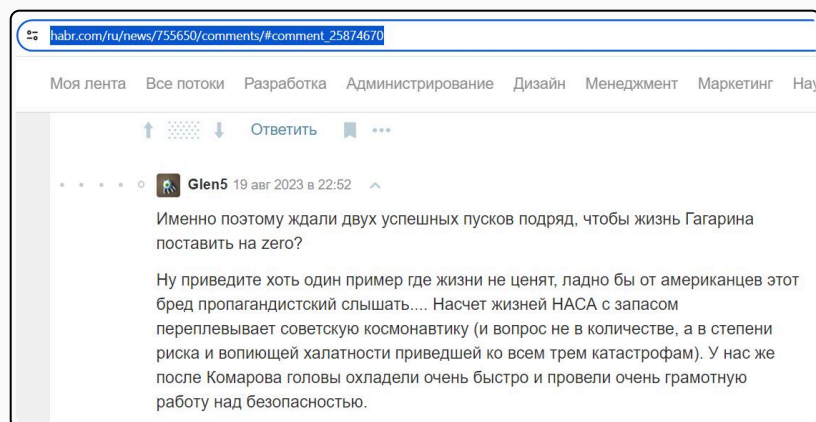 habr.com/ru/news/755650/comments/#comment_25874670
Моя лента Все потоки Разработка Администрирование Дизайн Менеджмент Маркетинг Нау
Ответить
Glen5 19 авг 2023 в 22:52
Именно поэтому ждали двух успешных пусков подряд, чтобы жизнь Гагарина
поставить на zero?
Ну приведите хоть один пример где жизни не ценят, ладно бы от американцев этот
бред пропагандистский слышать.... Насчет жизней НАСА с запасом
переплевывает советскую космонавтику (и вопрос не в количестве, а в степени
риска и вопиющей халатности приведшей ко всем трем катастрофам). У нас же
после Комарова головы охладели очень быстро и провели очень грамотную
работу над безопасностью.